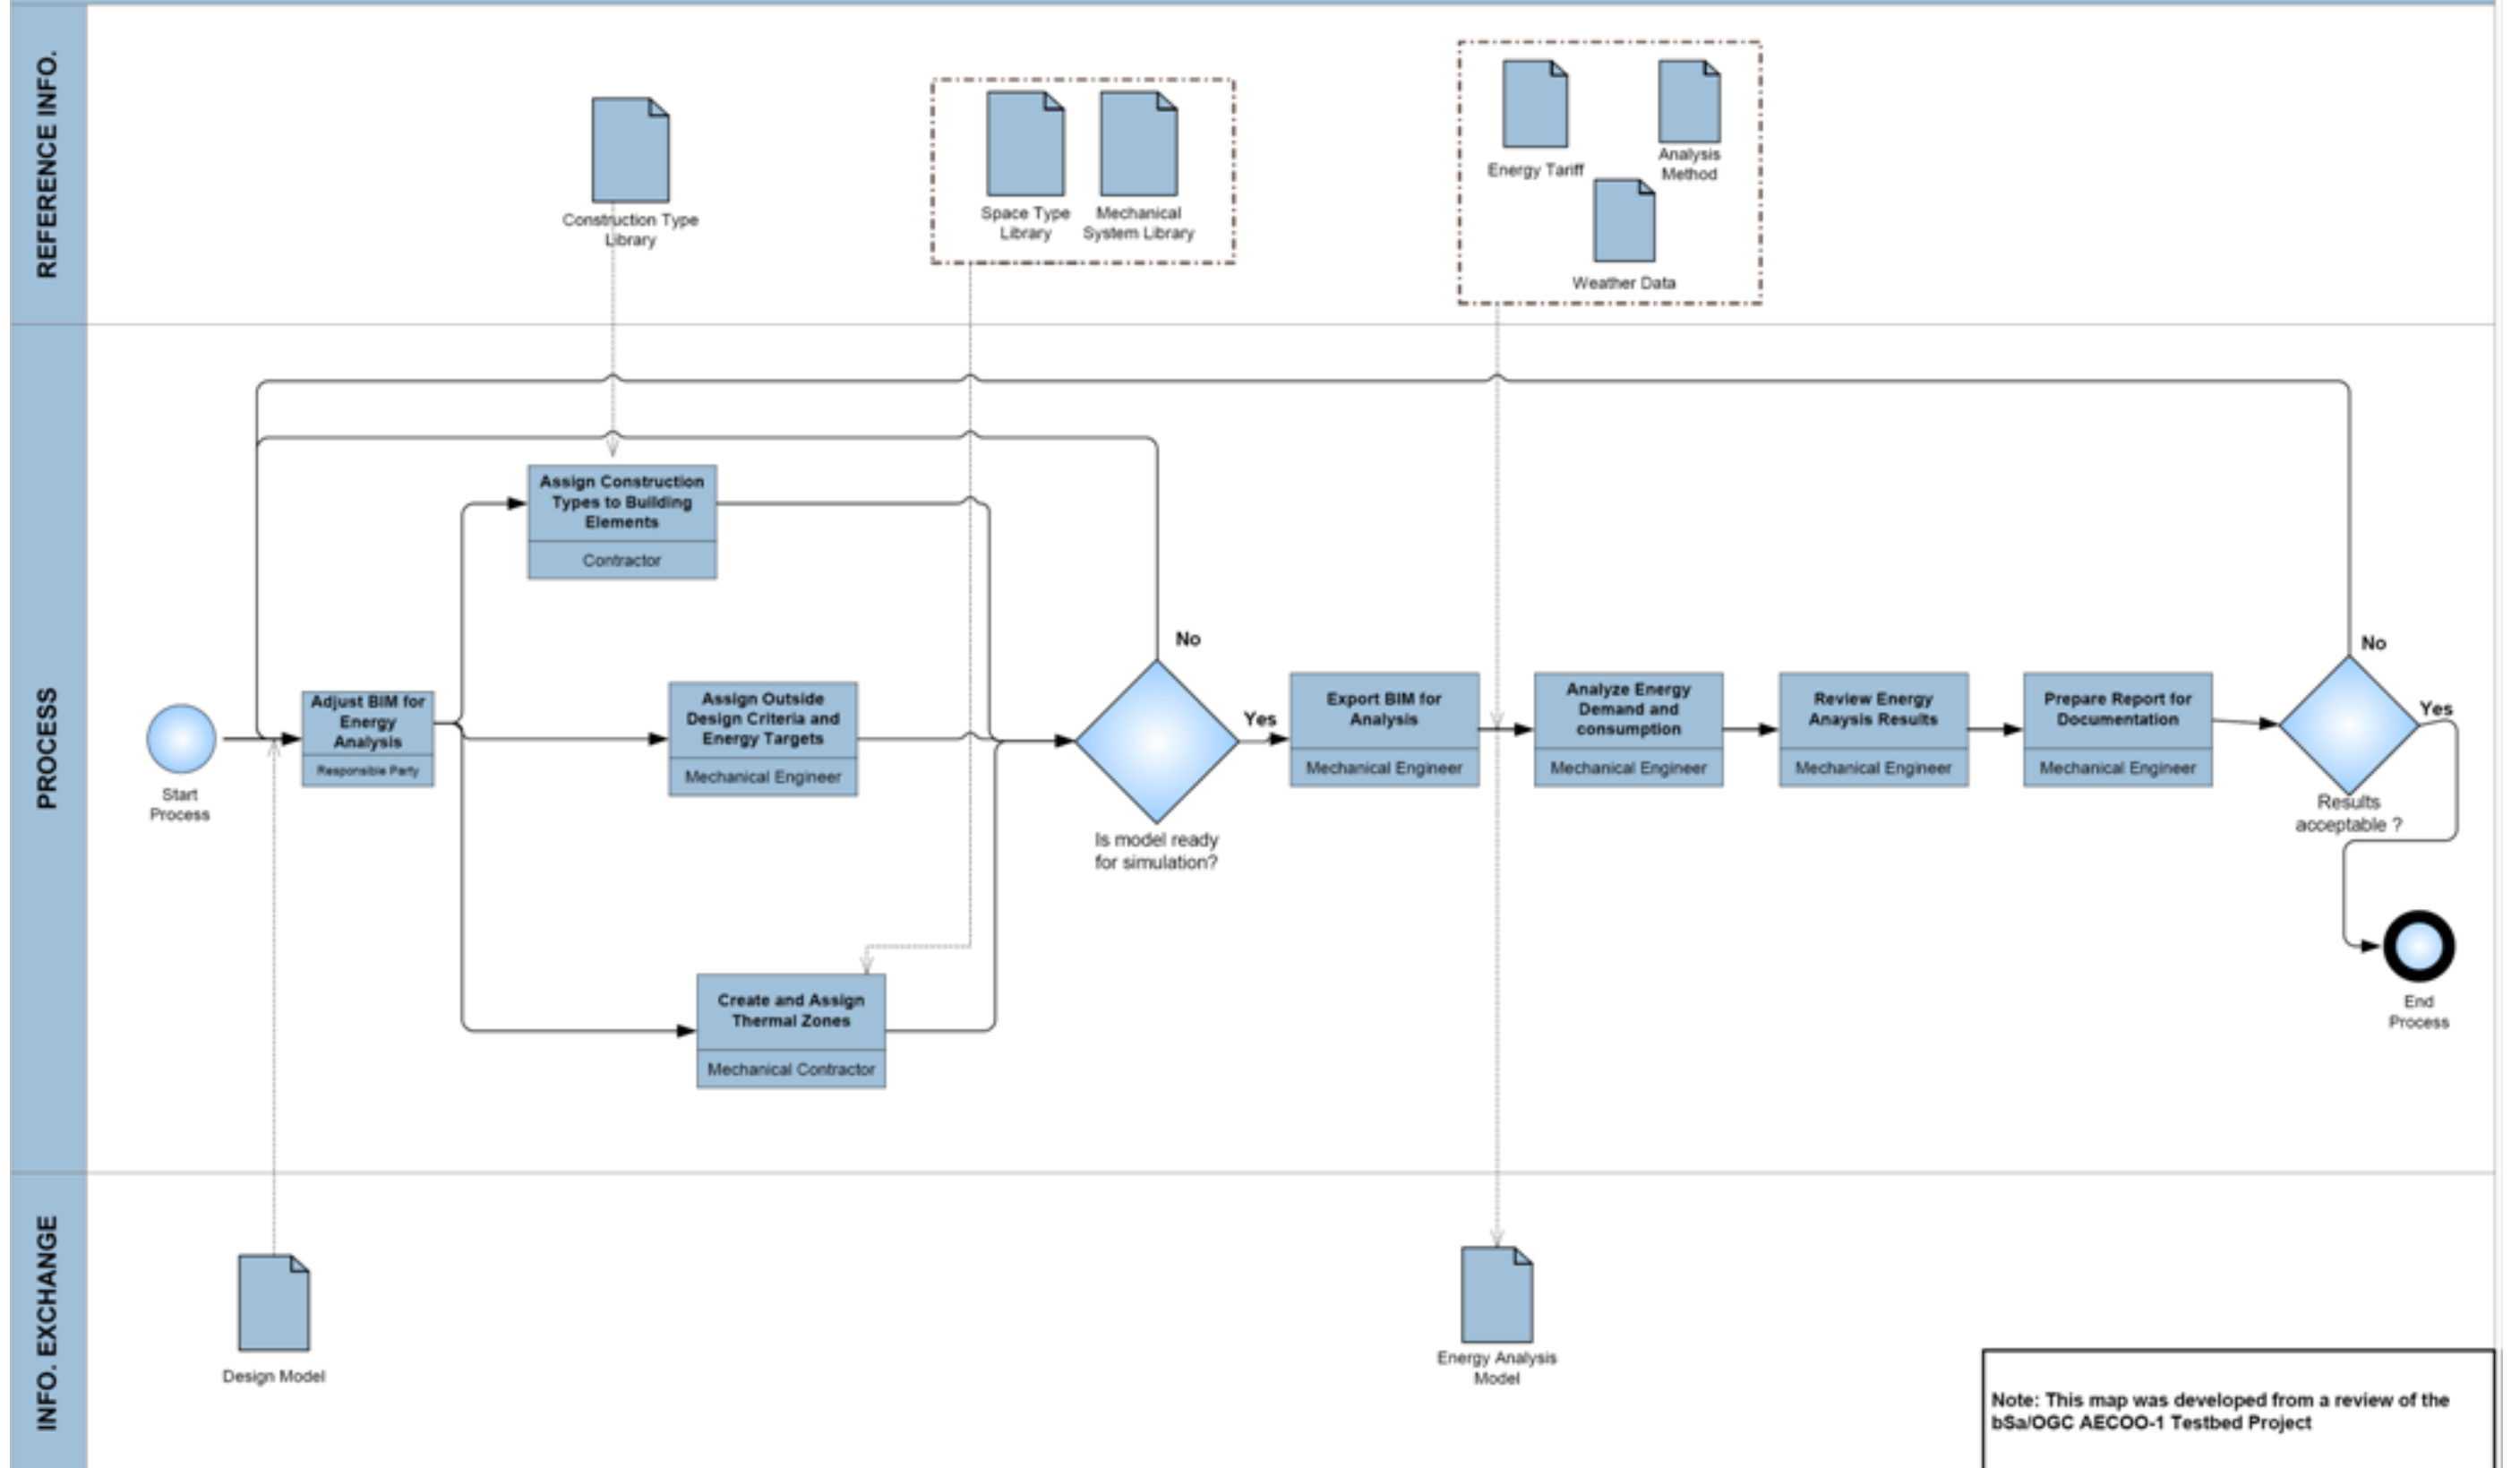 REFERENCE INFO.
Construction Type
Library
Space Type
Library
Mechanical
System Library
Energy Tariff
Analysis
Method
Weather Data
PROCESS
Start
Process
Adjust BIM for
Energy
Analysis
Responsible Party
Assign Construction
Types to Building
Elements
Contractor
Assign Outside
Design Criteria and
Energy Targets
Mechanical Engineer
Create and Assign
Thermal Zones
Mechanical Contractor
No
Yes
Is model ready
for simulation?
Export BIM for
Analysis
Mechanical Engineer
Analyze Energy
Demand and
consumption
Mechanical Engineer
Review Energy
Anaysis Results
Mechanical Engineer
Prepare Report for
Documentation
Mechanical Engineer
No
Yes
Results
acceptable ?
End
Process
INFO. EXCHANGE
Design Model
Energy Analysis
Model
Note: This map was developed from a review of the
bSa/OGC AECOO-1 Testbed Project